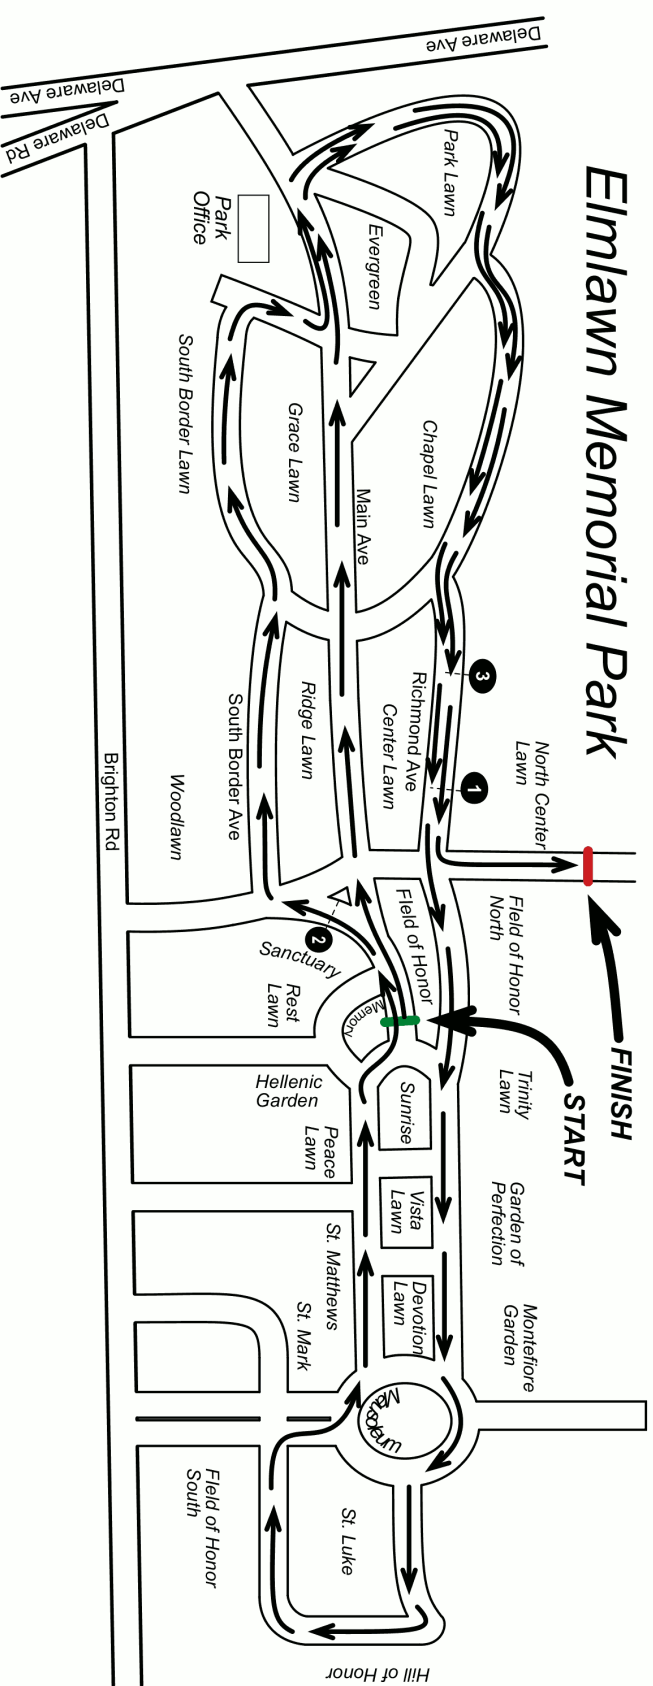 Elmlawn Memorial Park
Delaware Ave
Delaware Ave
Delaware Rd
Park
Office
Park Lawn
Evergreen
South Border Lawn
Grace Lawn
Chapel Lawn
Main Ave
3
1
2
Richmond Ave
Center Lawn
Ridge Lawn
South Border Ave
Woodlawn
Brighton Rd
North Center
Lawn
FIeld of Honor
North
FIeld of Honor
Sanctuary
Memory
Rest
Lawn
FINISH
START
Trinity
Lawn
Hellenic
Garden
Sunrise
Peace
Lawn
Vista
Lawn
Garden of
Perfection
St. Matthews
St. Mark
Devotion
Lawn
Montefiore
Garden
Mausoleum
St. Luke
FIeld of Honor
South
Hill of Honor